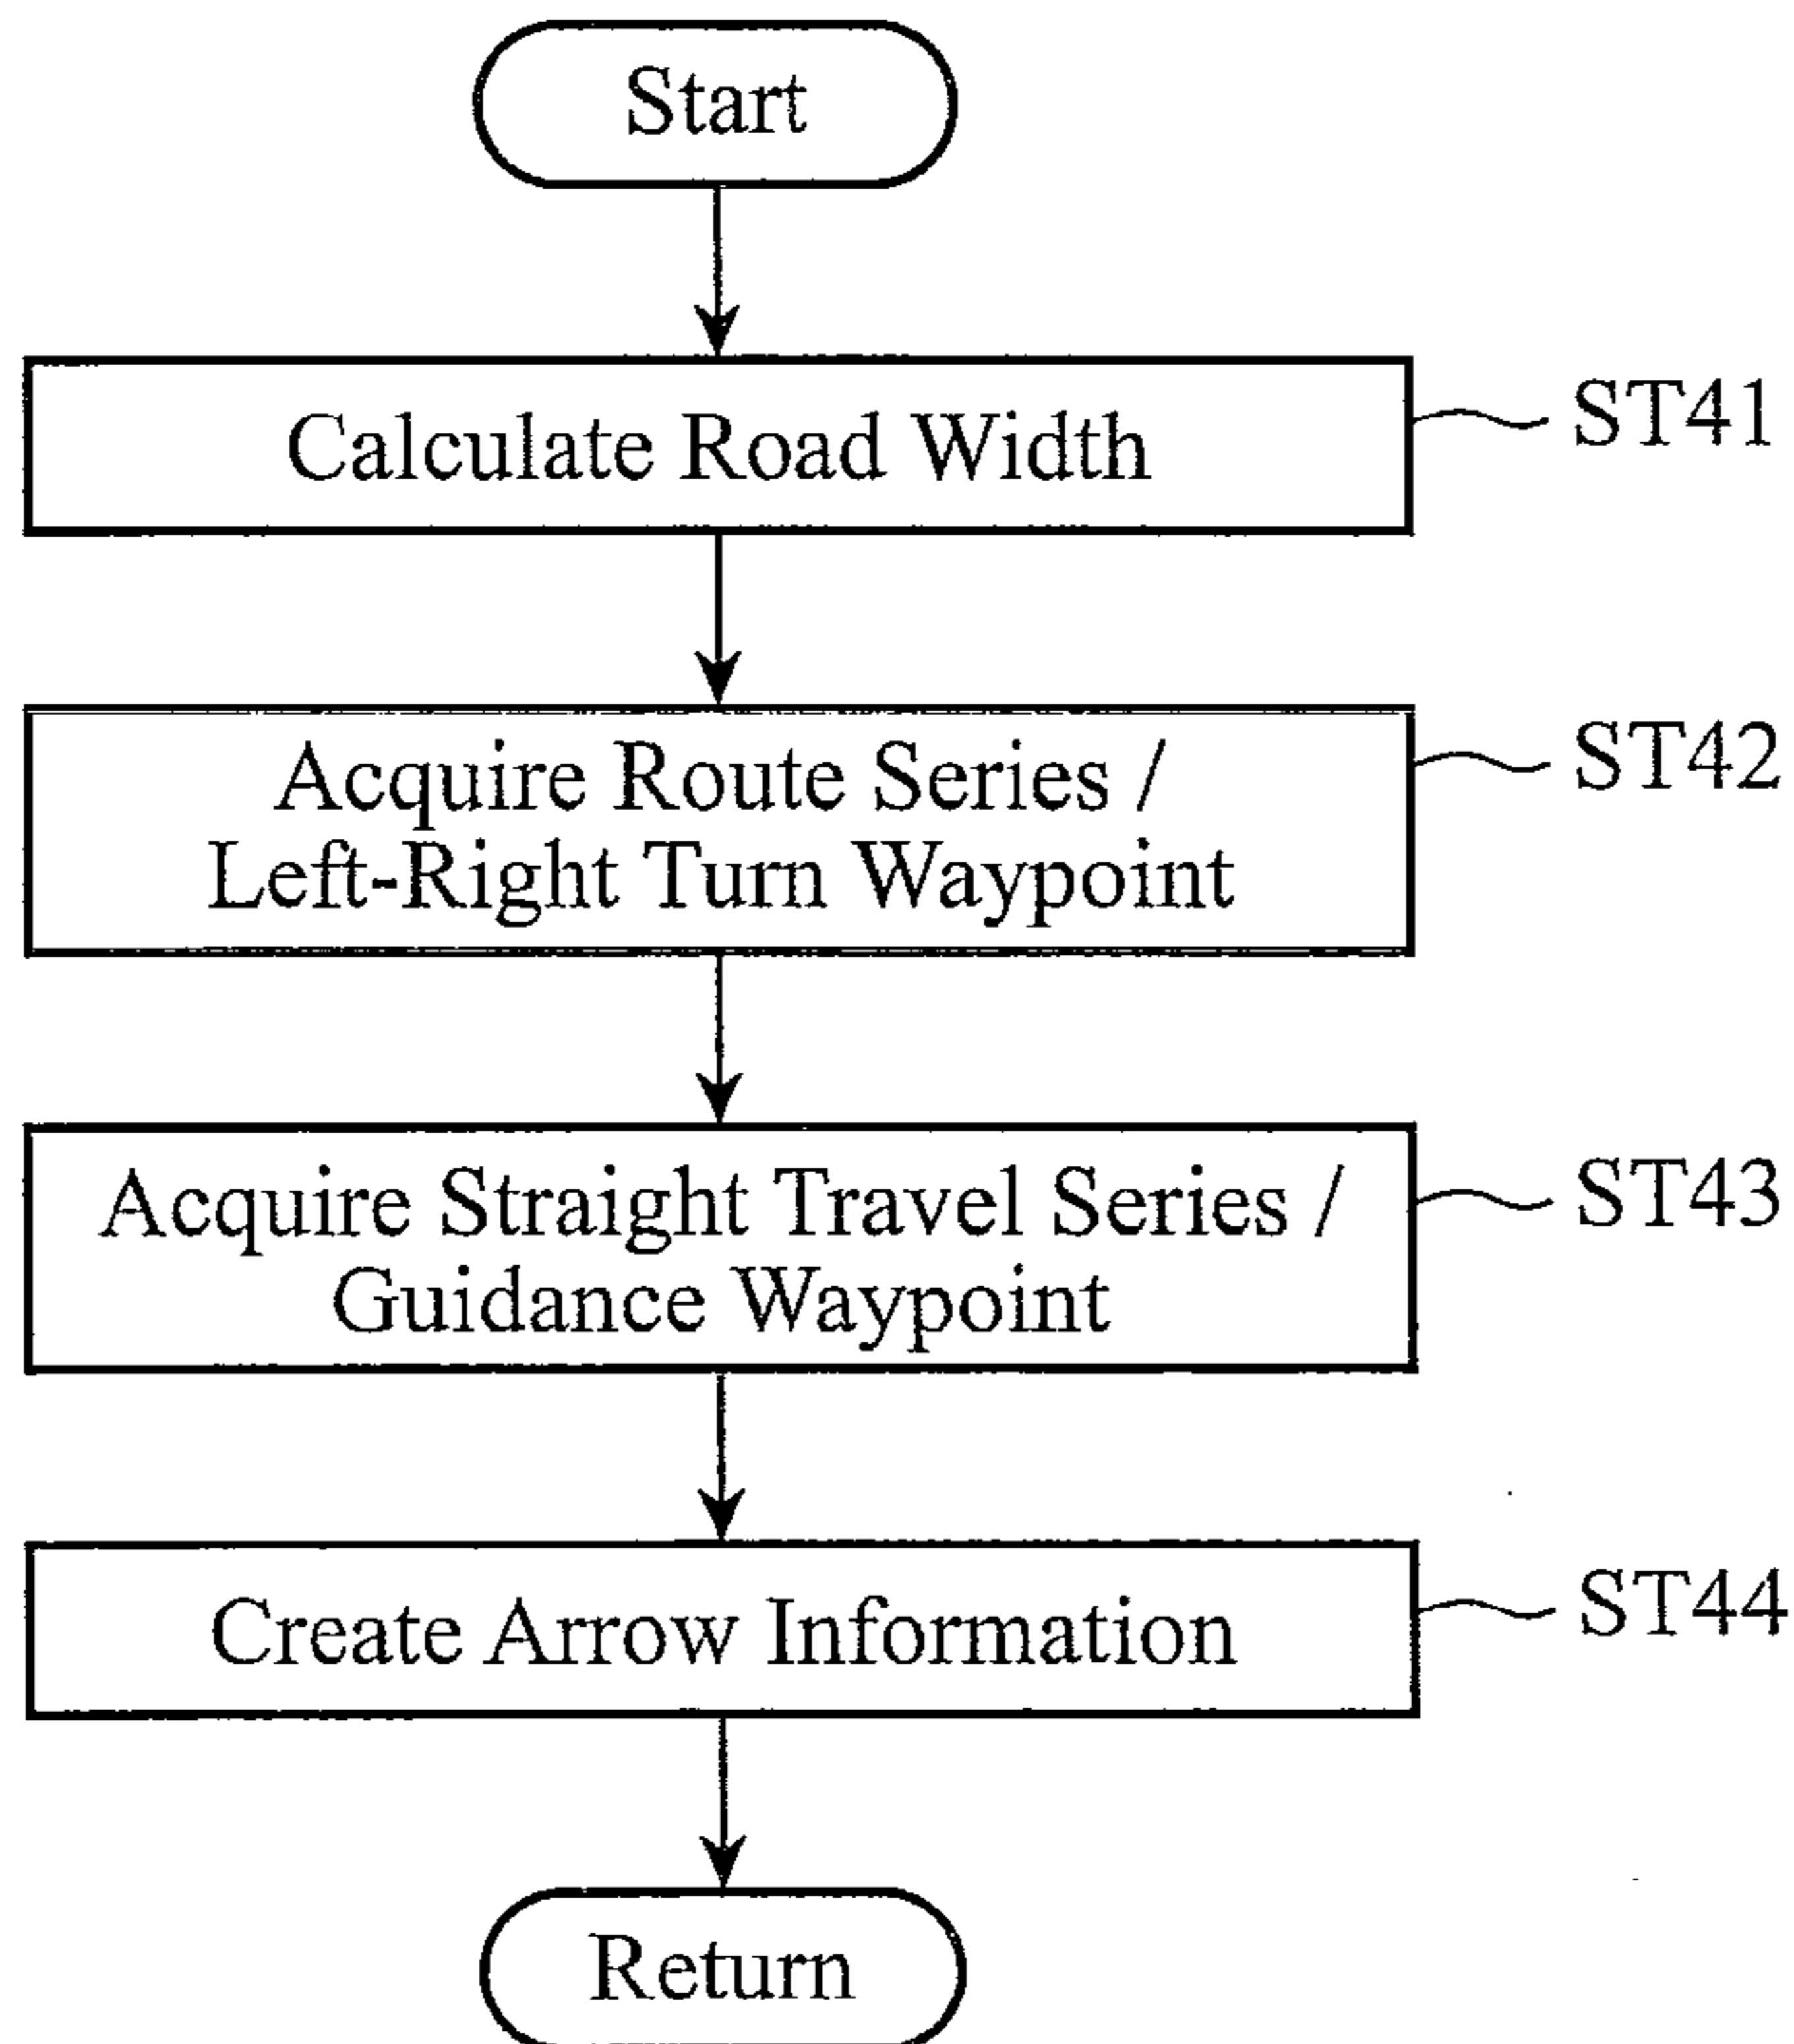 Start
Calculate Road Width
ST41
Acquire Route Series /
Left-Right Turn Waypoint
ST42
Acquire Straight Travel Series /
Guidance Waypoint
ST43
Create Arrow Information
ST44
Return